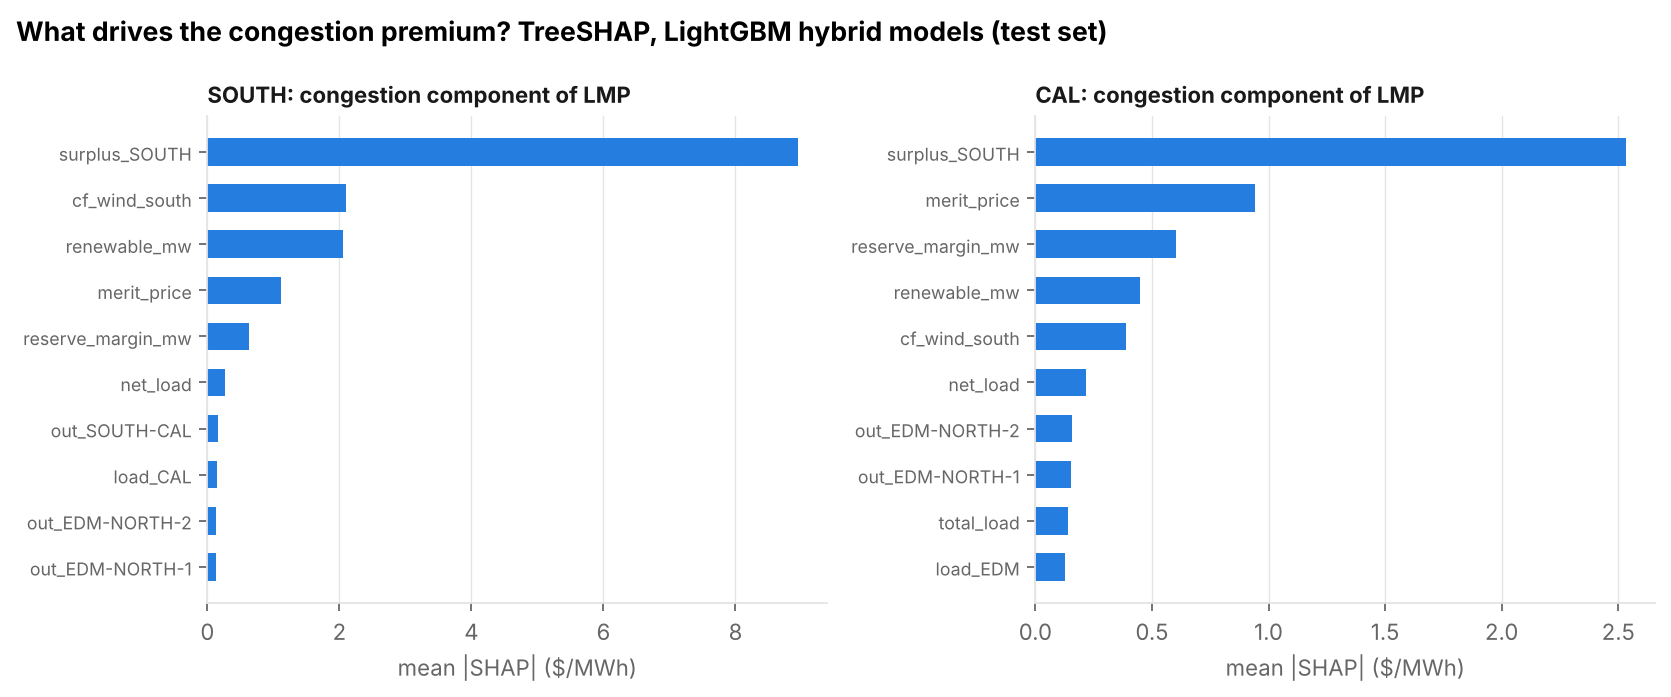 What drives the congestion premium? TreeSHAP, LightGBM hybrid models (test set)
SOUTH: congestion component of LMP
surplus_SOUTH
cf_wind_south
renewable_mw
merit_price
reserve_margin_mw
net_load
out_SOUTH-CAL
load_CAL
out_EDM-NORTH-2
out_EDM-NORTH-1
0 2 4 6 8
mean |SHAP| ($/MWh)
CAL: congestion component of LMP
surplus_SOUTH
merit_price
reserve_margin_mw
renewable_mw
cf_wind_south
net_load
out_EDM-NORTH-2
out_EDM-NORTH-1
total_load
load_EDM
0.0 0.5 1.0 1.5 2.0 2.5
mean |SHAP| ($/MWh)